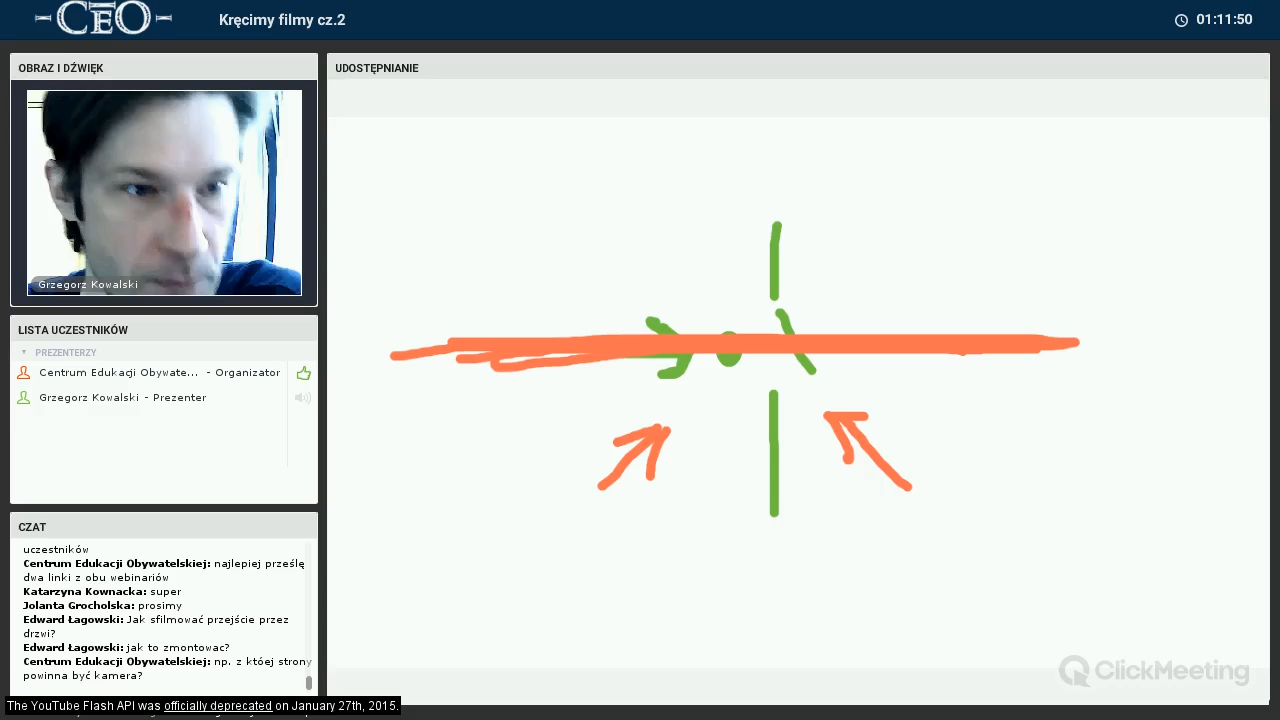 CEO
Kręcimy filmy cz.2
01:11:50
OBRAZ I DŹWIĘK
UDOSTĘPNIANIE
Grzegorz Kowalski
LISTA UCZESTNIKÓW
PREZENTERZY
Centrum Edukacji Obywate... - Organizator
Grzegorz Kowalski - Prezenter
CZAT
uczestników
Centrum Edukacji Obywatelskiej: najlepiej prześlę
dwa linki z obu webinariów
Katarzyna Kownacka: super
Jolanta Grocholska: prosimy
Edward Łagowski: Jak sfilmować przejście przez
drzwi?
Edward Łagowski: jak to zmontowac?
Centrum Edukacji Obywatelskiej: np. z któej strony
powinna być kamera?
ClickMeeting
The YouTube Flash API was officially deprecated on January 27th, 2015.